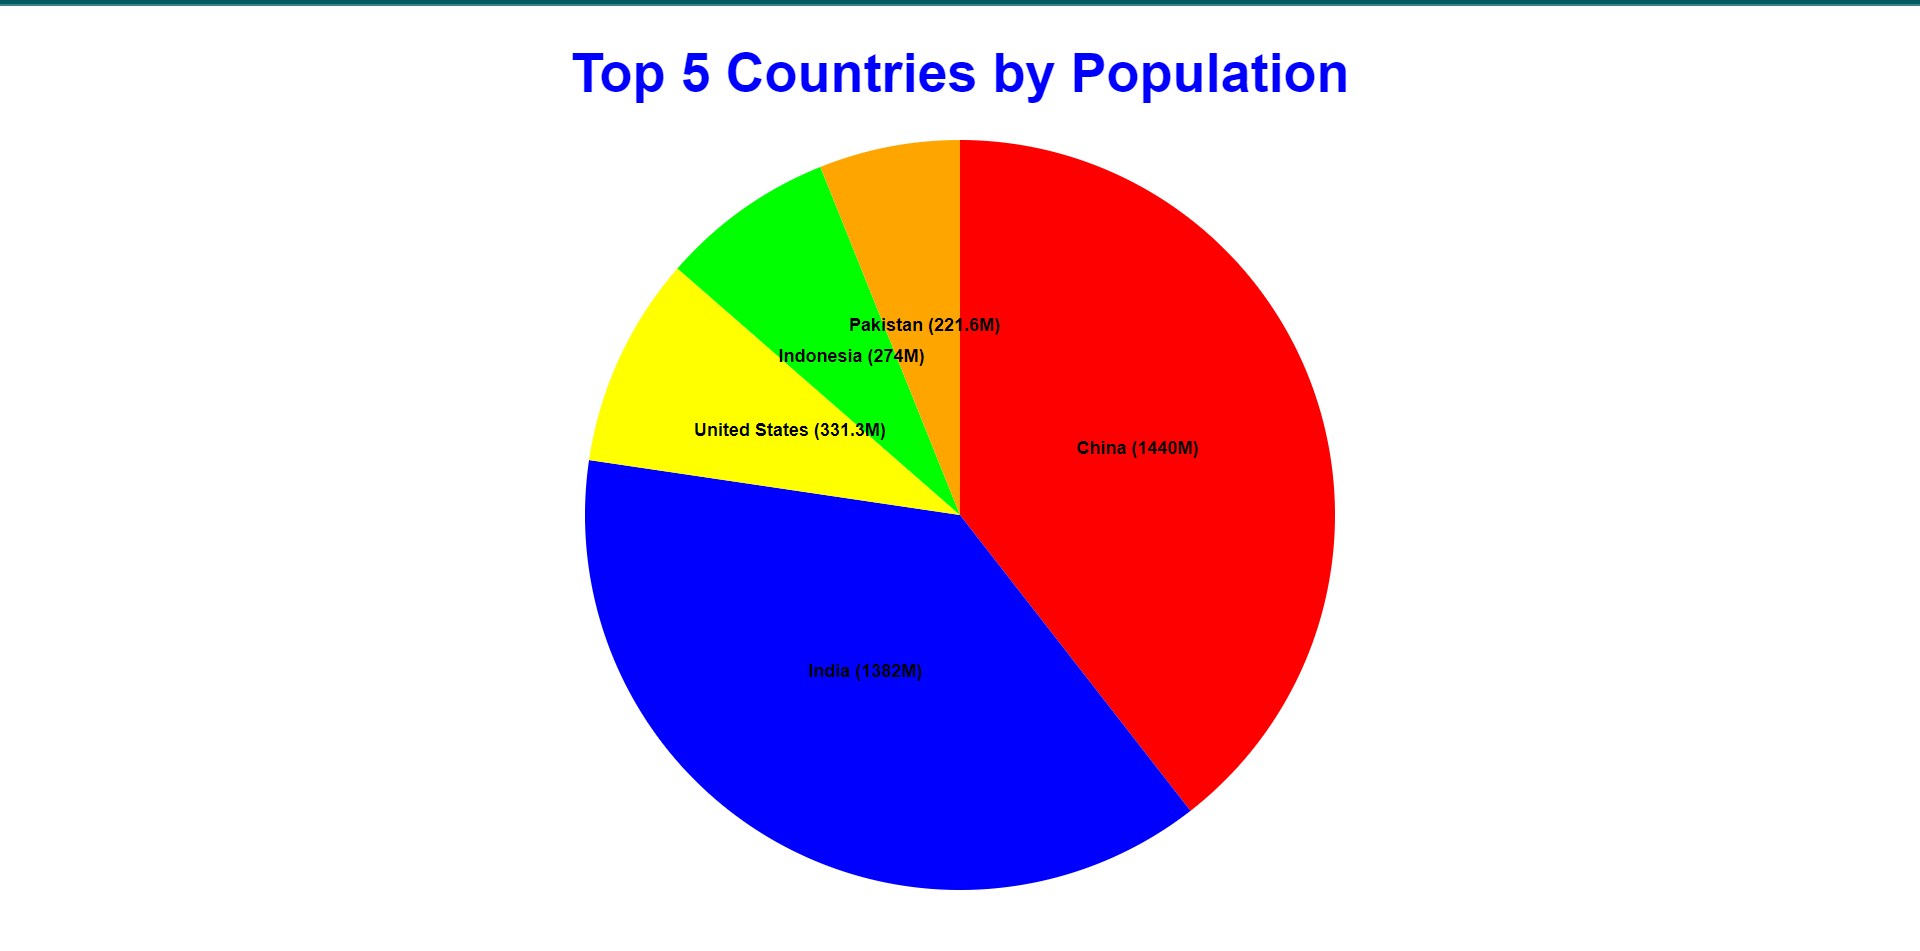 Top 5 Countries by Population
Pakistan (221.6M)
Indonesia (274M)
United States (331.3M)
China (1440M)
India (1382M)